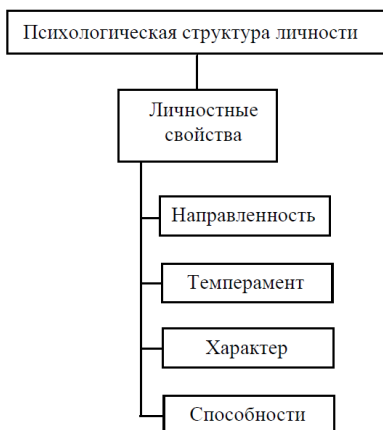 Психологическая структура личности
Личностные
свойства
Направленность
Темперамент
Характер
Способности